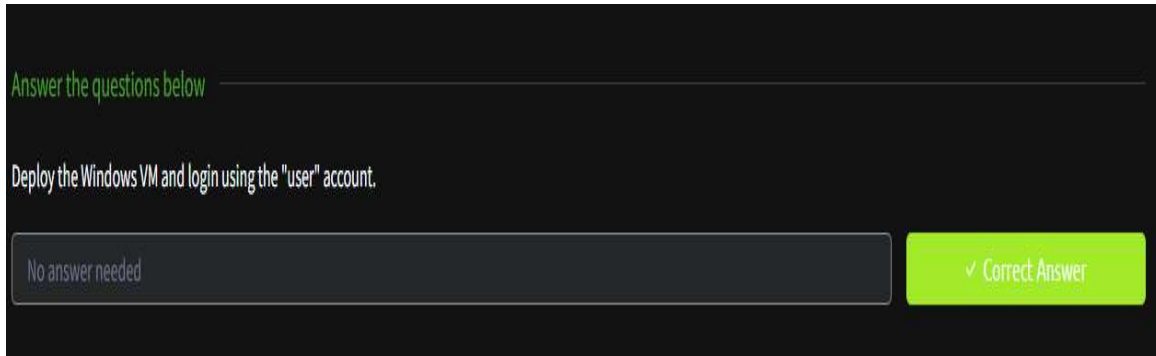 Answer the questions below
Deploy the Windows VM and login using the "user" account.
No answer needed
✓ Correct Answer